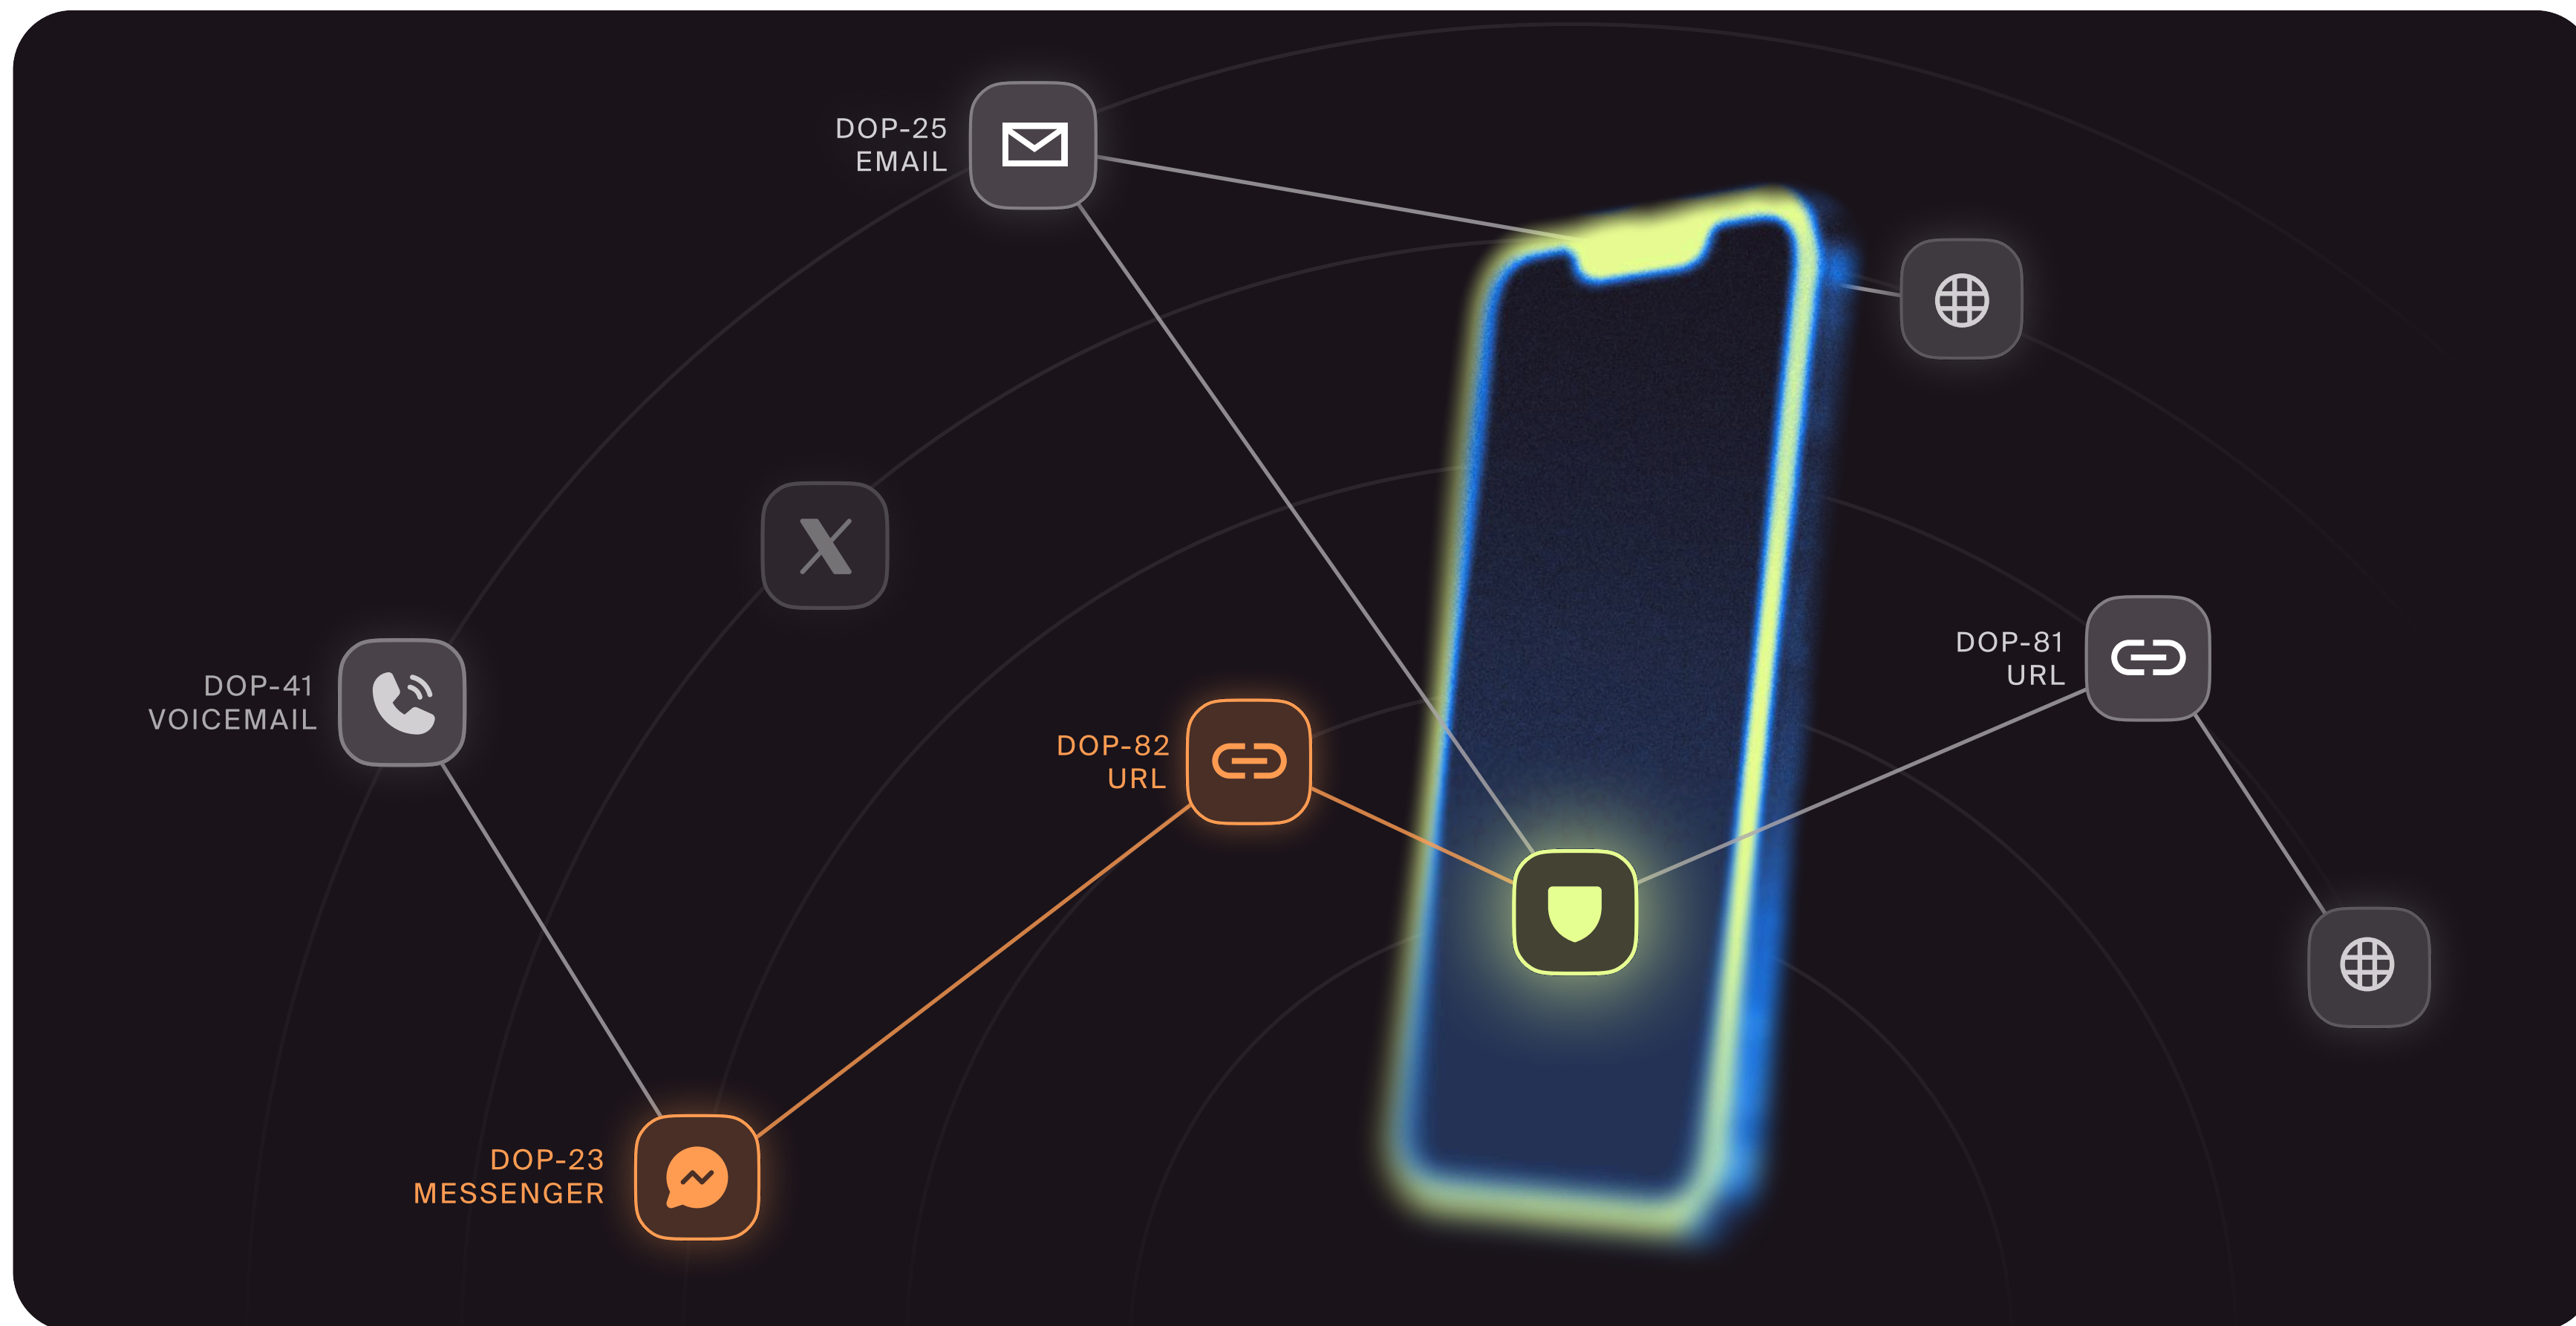 DOP-25
EMAIL
DOP-41
VOICEMAIL
DOP-82
URL
DOP-81
URL
DOP-23
MESSENGER